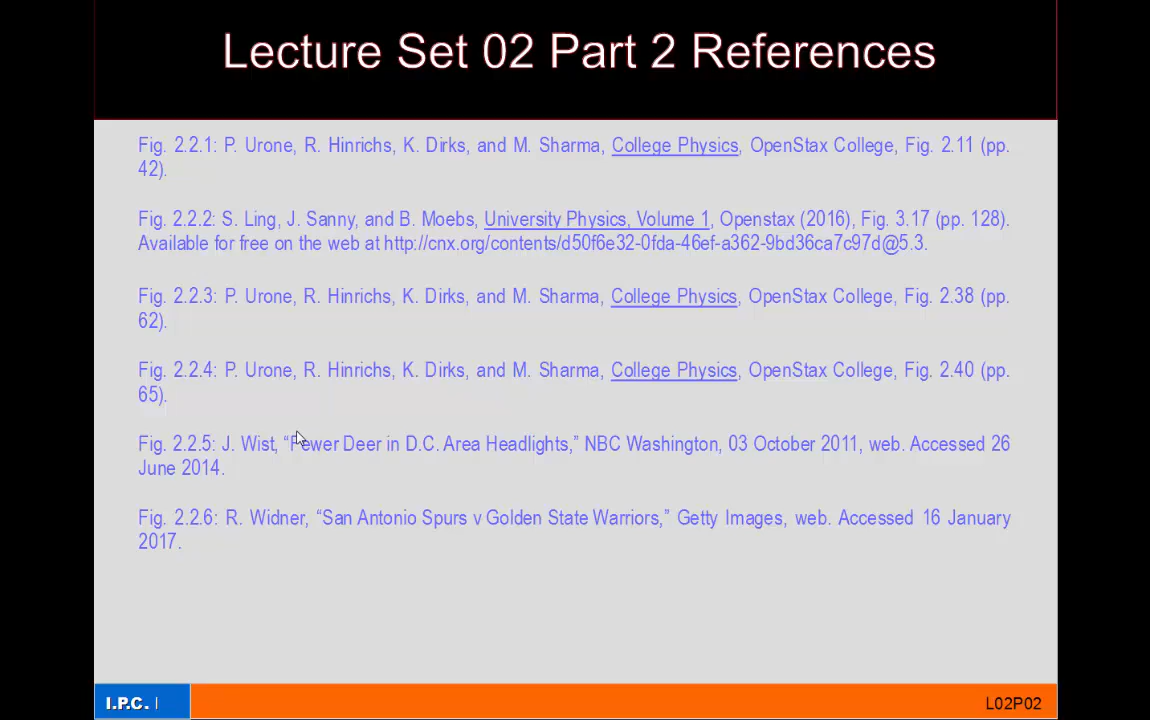 Lecture Set 02 Part 2 References
Fig. 2.2.1: P. Urone, R. Hinrichs, K. Dirks, and M. Sharma, College Physics, OpenStax College, Fig. 2.11 (pp.
42).
Fig. 2.2.2: S. Ling, J. Sanny, and B. Moebs, University Physics, Volume 1, Openstax (2016), Fig. 3.17 (pp. 128).
Available for free on the web at http://cnx.org/contents/d50f6e32-0fda-46ef-a362-9bd36ca7c97d@5.3.
Fig. 2.2.3: P. Urone, R. Hinrichs, K. Dirks, and M. Sharma, College Physics, OpenStax College, Fig. 2.38 (pp.
62).
Fig. 2.2.4: P. Urone, R. Hinrichs, K. Dirks, and M. Sharma, College Physics, OpenStax College, Fig. 2.40 (pp.
65).
Fig. 2.2.5: J. Wist, “Fewer Deer in D.C. Area Headlights,” NBC Washington, 03 October 2011, web. Accessed 26
June 2014.
Fig. 2.2.6: R. Widner, “San Antonio Spurs v Golden State Warriors,” Getty Images, web. Accessed 16 January
2017.
I.P.C. | L02P02